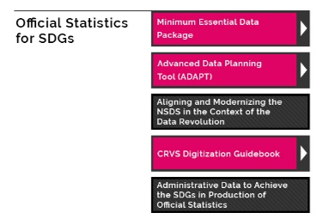 Official Statistics
for SDGs
Minimum Essential Data
Package
Advanced Data Planning
Tool (ADAPT)
Aligning and Modernizing the
NSDS in the Context of the
Data Revolution
CRVS Digitization Guidebook
Administrative Data to Achieve
the SDGs in Production of
Official Statistics